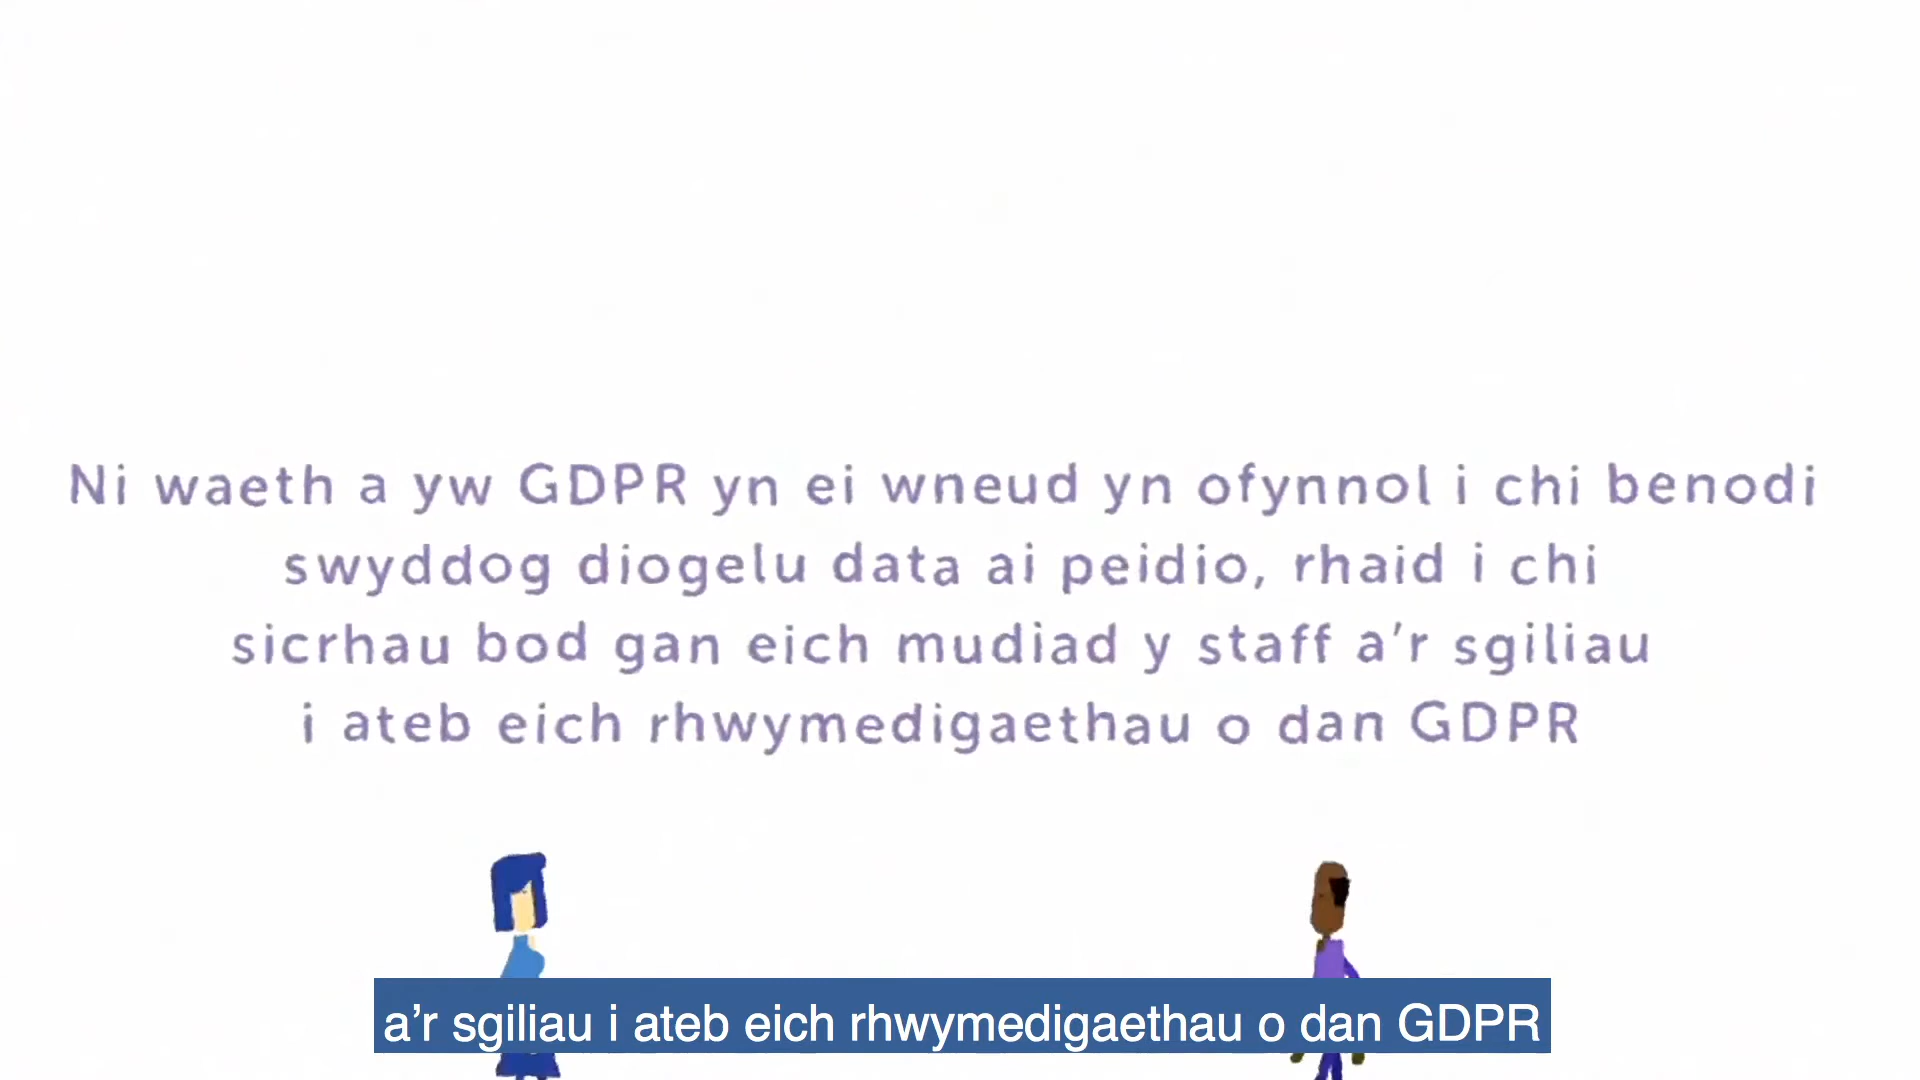 Ni waeth a yw GDPR yn ei wneud yn ofynnol i chi benodi
swyddog diogelu data ai peidio, rhaid i chi
sicrhau bod gan eich mudiad y staff a’r sgiliau
i ateb eich rhwymedigaethau o dan GDPR
a’r sgiliau i ateb eich rhwymedigaethau o dan GDPR